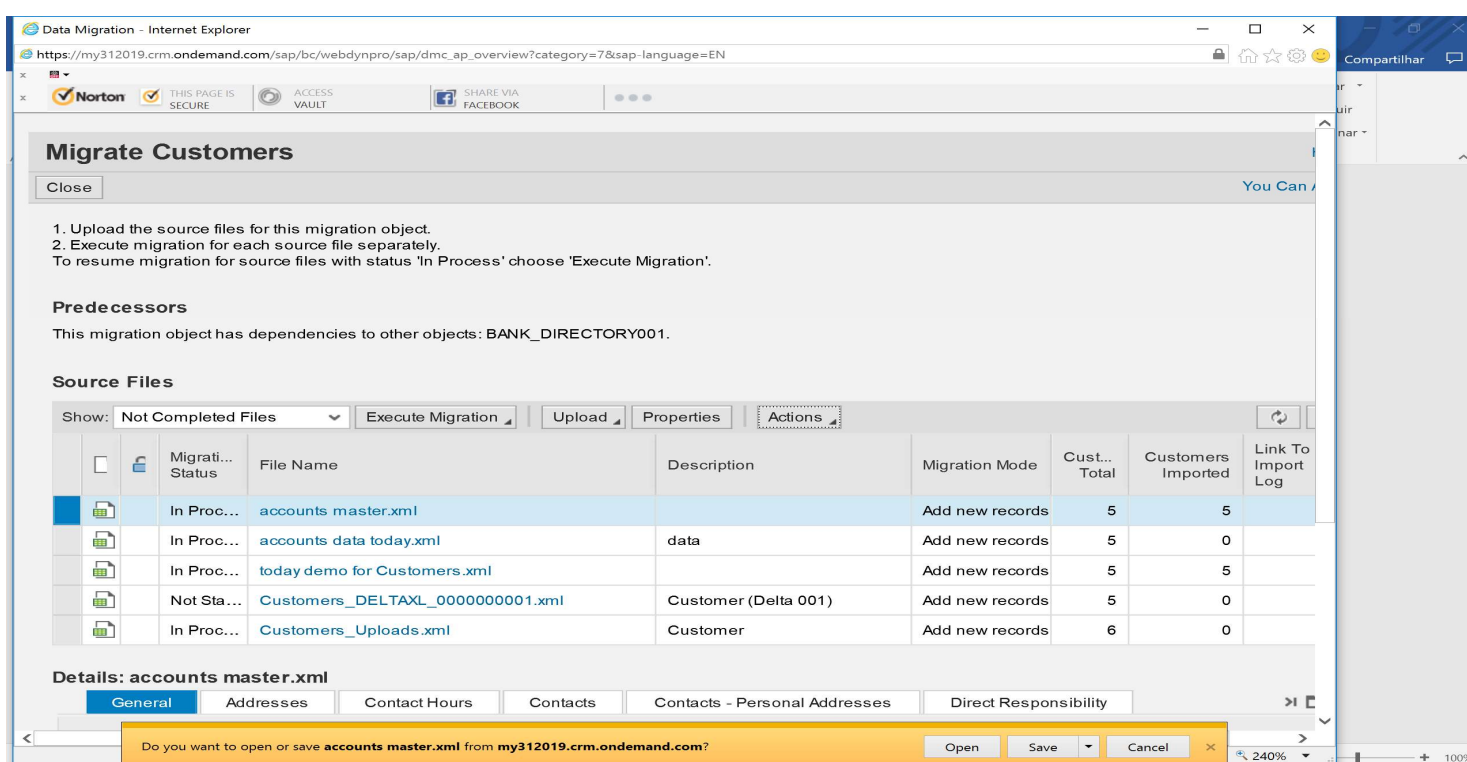 Data Migration - Internet Explorer
https://my312019.crm.ondemand.com/sap/bc/webdynpro/sap/dmc_ap_overview?category=7&sap-language=EN
Compartilhar
x
x Norton THIS PAGE IS SECURE ACCESS VAULT SHARE VIA FACEBOOK
ir
uir
nar
Migrate Customers
Close You Can
1. Upload the source files for this migration object.
2. Execute migration for each source file separately.
To resume migration for source files with status 'In Process' choose 'Execute Migration'.
Predecessors
This migration object has dependencies to other objects: BANK_DIRECTORY001.
Source Files
Show: Not Completed Files Execute Migration Upload Properties Actions
Migrati... Status File Name Description Migration Mode Cust... Total Customers Imported Link To Import Log
In Proc... accounts master.xml Add new records 5 5
In Proc... accounts data today.xml data Add new records 5 0
In Proc... today demo for Customers.xml Add new records 5 5
Not Sta... Customers_DELTAXL_0000000001.xml Customer (Delta 001) Add new records 5 0
In Proc... Customers_Uploads.xml Customer Add new records 6 0
Details: accounts master.xml
General Addresses Contact Hours Contacts Contacts - Personal Addresses Direct Responsibility
Do you want to open or save accounts master.xml from my312019.crm.ondemand.com? Open Save Cancel ×
240% 100%